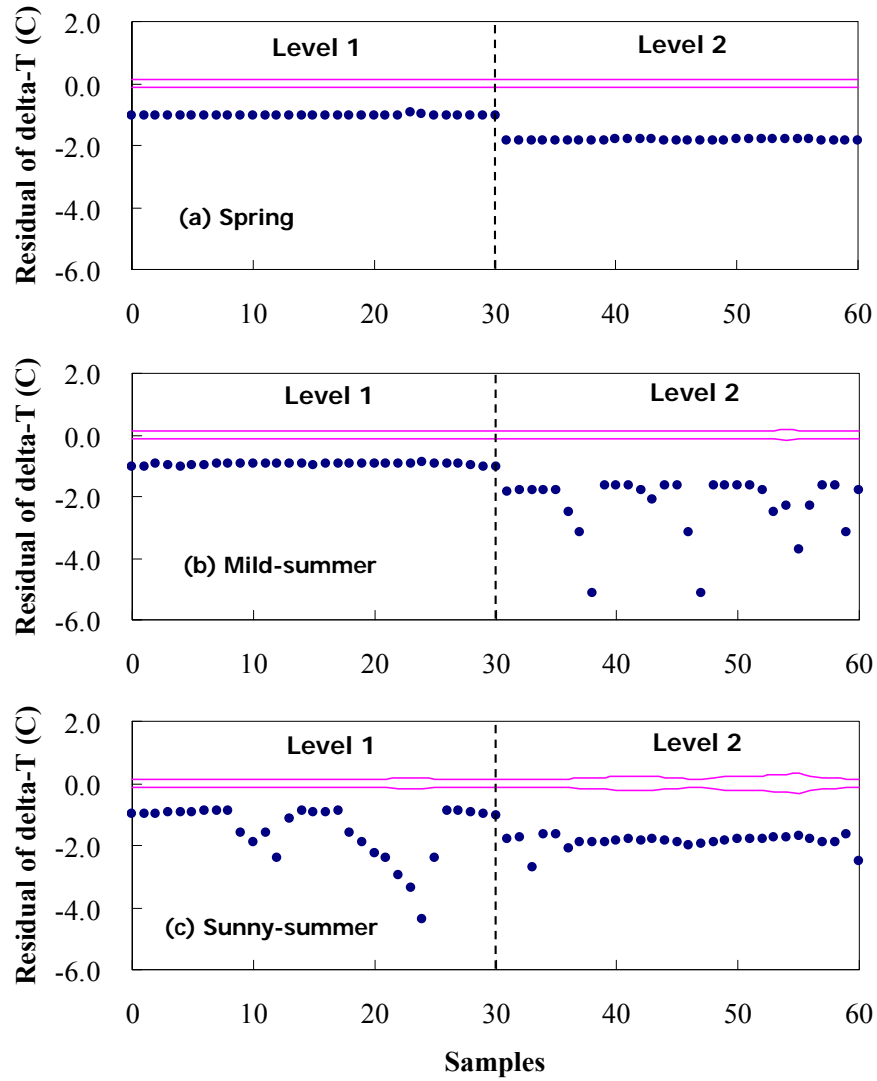 2.0
Level 1 Level 2
0.0
-2.0
-4.0
(a) Spring
-6.0
0 10 20 30 40 50 60
Residual of delta-T (C)
2.0
Level 1 Level 2
0.0
-2.0
-4.0
(b) Mild-summer
-6.0
0 10 20 30 40 50 60
Residual of delta-T (C)
2.0
Level 1 Level 2
0.0
-2.0
-4.0
(c) Sunny-summer
-6.0
0 10 20 30 40 50 60
Residual of delta-T (C)
Samples